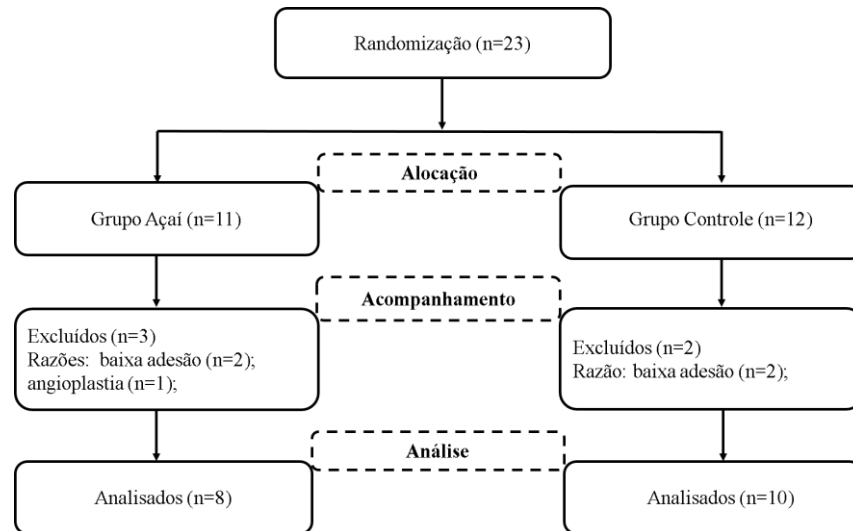 Randomização (n=23)
Alocação
Grupo Açaí (n=11)
Grupo Controle (n=12)
Acompanhamento
Excluídos (n=3)
Razões:  baixa adesão (n=2);
angioplastia (n=1);
Excluídos (n=2)
Razão: baixa adesão (n=2);
Análise
Analisados (n=8)
Analisados (n=10)